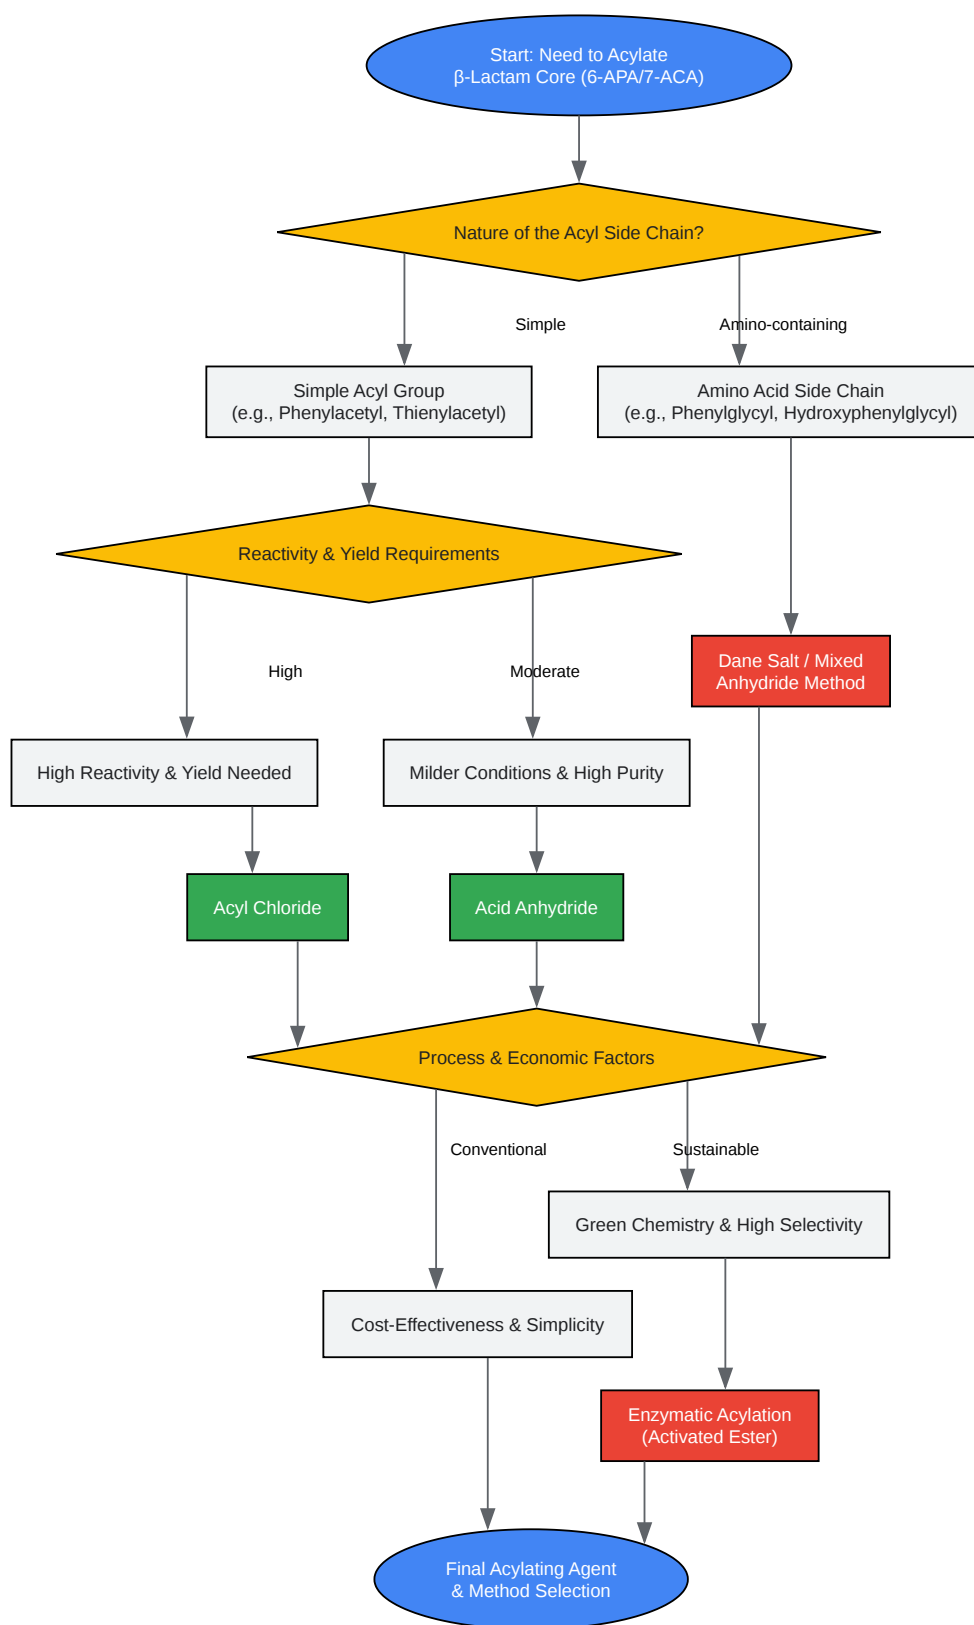 Start: Need to Acylate
β-Lactam Core (6-APA/7-ACA)
Nature of the Acyl Side Chain?
Simple
Amino-containing
Simple Acyl Group
(e.g., Phenylacetyl, Thienylacetyl)
Amino Acid Side Chain
(e.g., Phenylglycyl, Hydroxyphenylglycyl)
Reactivity & Yield Requirements
High
Moderate
Dane Salt / Mixed
Anhydride Method
High Reactivity & Yield Needed
Milder Conditions & High Purity
Acyl Chloride
Acid Anhydride
Process & Economic Factors
Conventional
Sustainable
Green Chemistry & High Selectivity
Cost-Effectiveness & Simplicity
Enzymatic Acylation
(Activated Ester)
Final Acylating Agent
& Method Selection